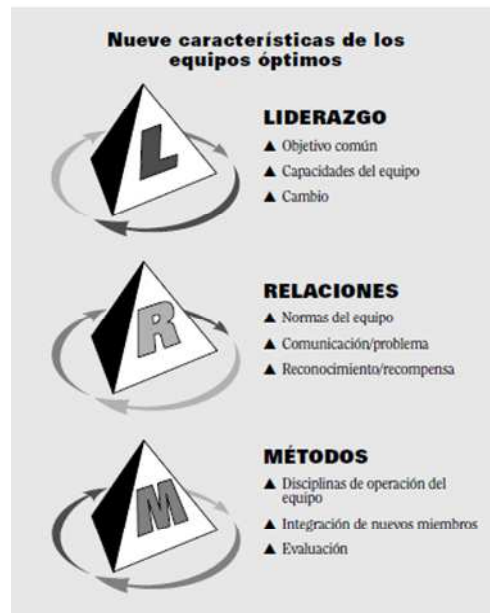 Nueve características de los
equipos óptimos
L
LIDERAZGO
▲ Objetivo común
▲ Capacidades del equipo
▲ Cambio
R
RELACIONES
▲ Normas del equipo
▲ Comunicación/problema
▲ Reconocimiento/recompensa
M
MÉTODOS
▲ Disciplinas de operación del
equipo
▲ Integración de nuevos miembros
▲ Evaluación